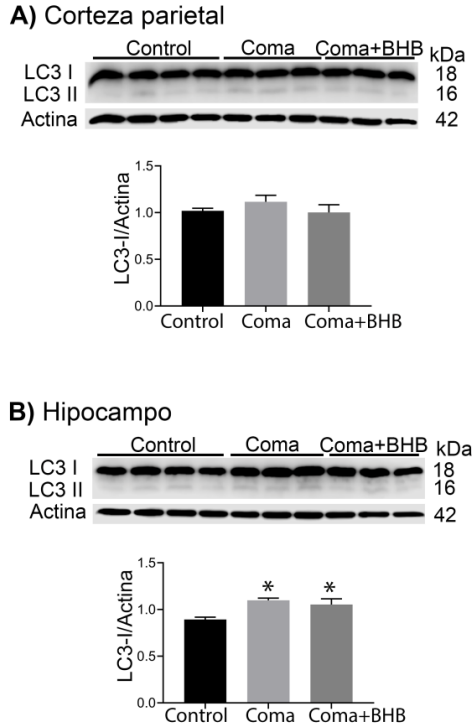 A) Corteza parietal
Control Coma Coma+BHB kDa
LC3 I 18
LC3 II 16
Actina 42
LC3-I/Actina
1.5
1.0
0.5
0.0
Control Coma Coma+BHB
B) Hipocampo
Control Coma Coma+BHB kDa
LC3 I 18
LC3 II 16
Actina 42
LC3-I/Actina
1.5
1.0
0.5
0.0
* *
Control Coma Coma+BHB